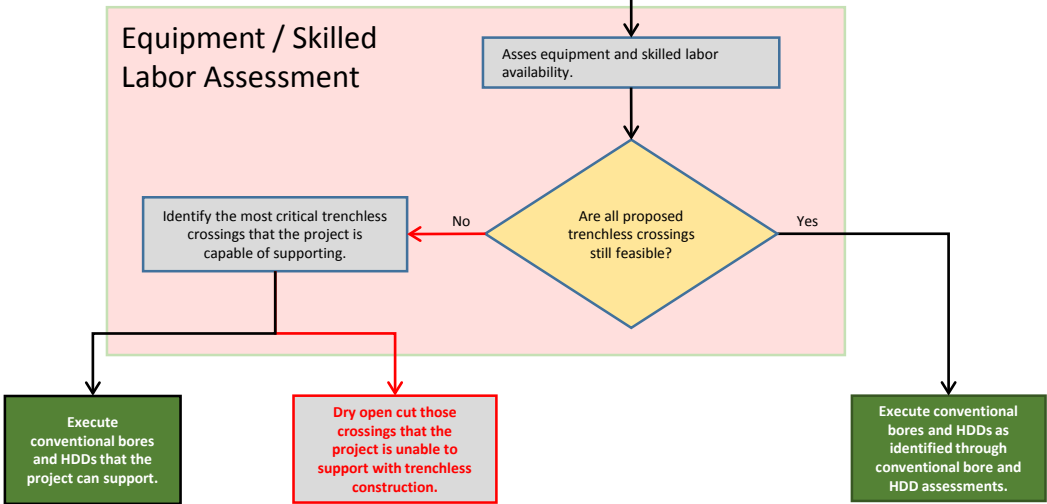 Equipment / Skilled
Labor Assessment
Asses equipment and skilled labor
availability.
Are all proposed
trenchless crossings
still feasible?
No
Yes
Identify the most critical trenchless
crossings that the project is
capable of supporting.
Execute
conventional bores
and HDDs that the
project can support.
Dry open cut those
crossings that the
project is unable to
support with trenchless
construction.
Execute conventional
bores and HDDs as
identified through
conventional bore and
HDD assessments.